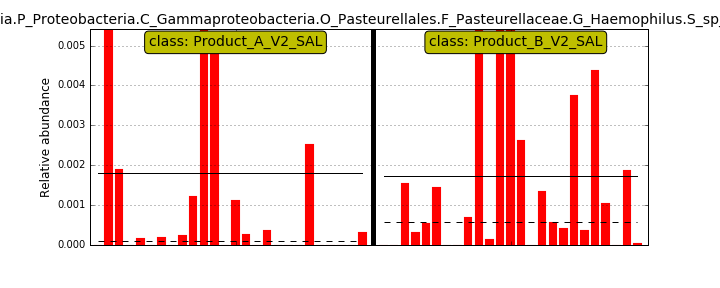 ia.P_Proteobacteria.C_Gammaproteobacteria.O_Pasteurellales.F_Pasteurellaceae.G_Haemophilus.S_sp_
class: Product_A_V2_SAL
class: Product_B_V2_SAL
Relative abundance
0.005
0.004
0.003
0.002
0.001
0.000